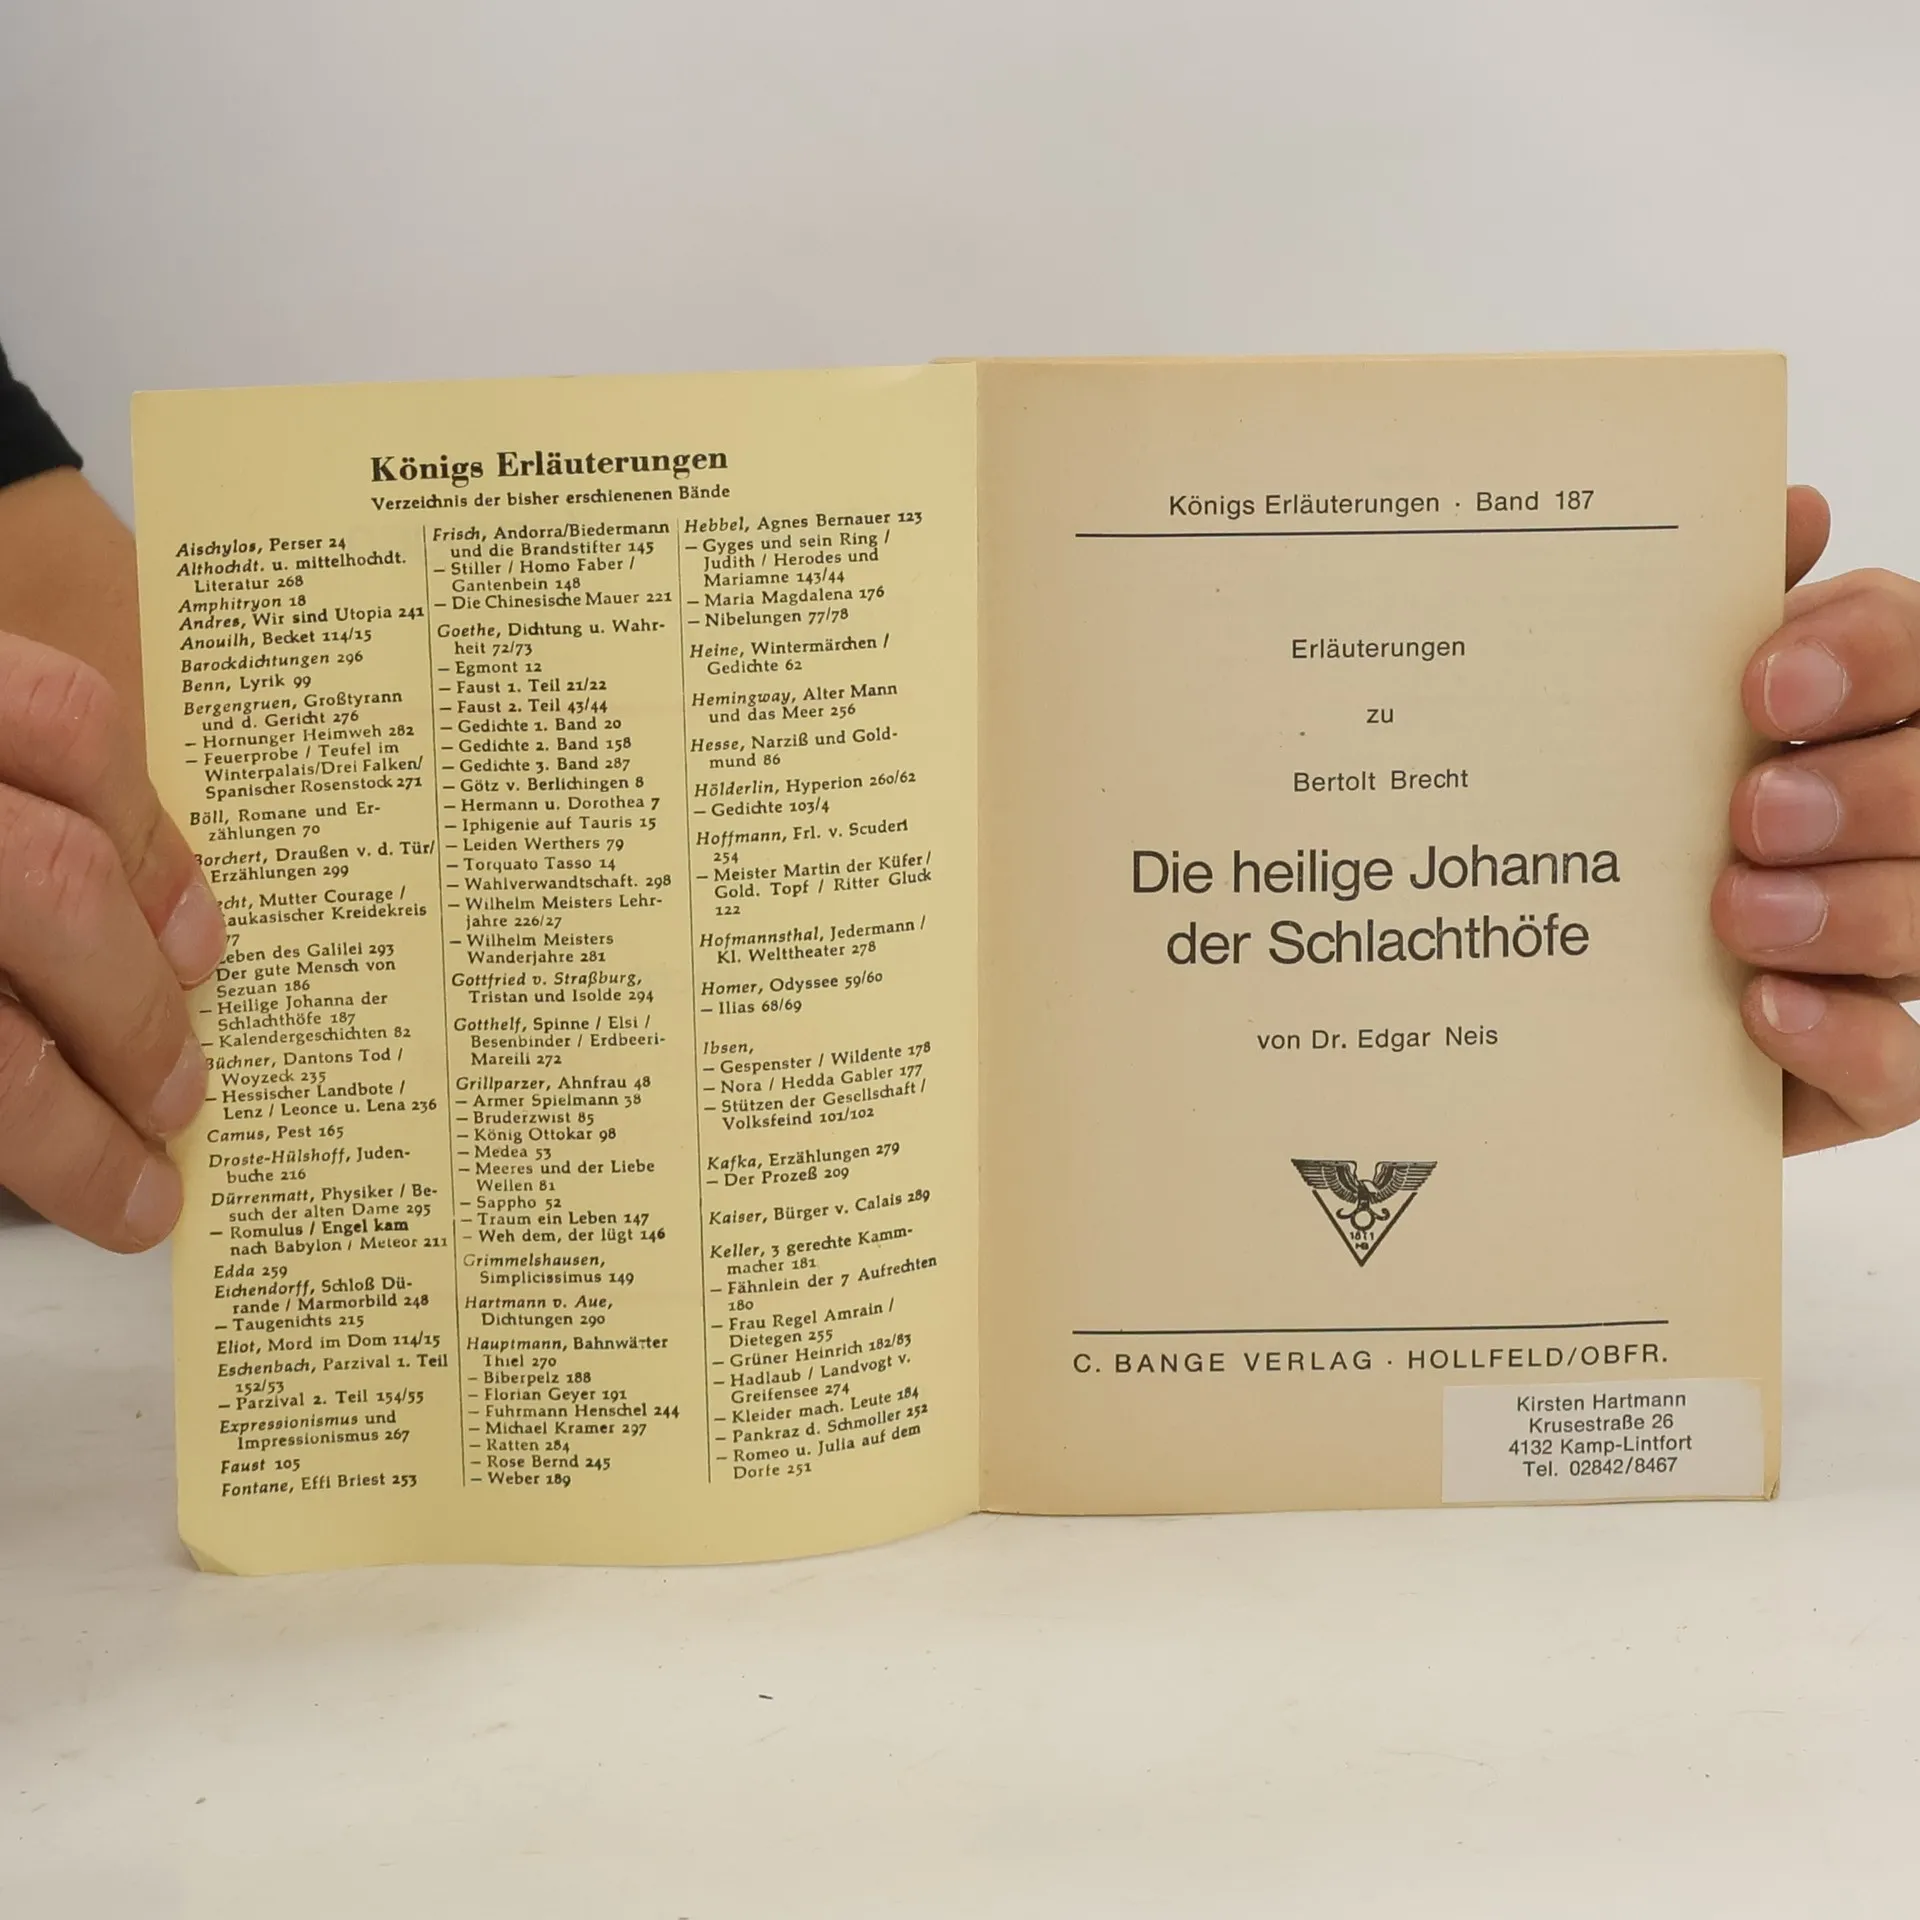 Königs Erläuterungen
Verzeichnis der bisher erschienenen Bände
Aischylos, Perser 24
Althochdt. u. mittelhochdt.
Literatur 268
Amphitryon 18
Andres, Wir sind Utopia 241
Anouilh, Becket 114/15
Barockdichtungen 296
Benn, Lyrik 99
Bergengruen, Großtyrann
und d. Gericht 276
— Hornunger Heimweh 282
— Feuerprobe / Teufel im
Winterpalais/Drei Falken/
Spanischer Rosenstock 271
Böll, Romane und Er-
zählungen 70
Borchert, Draußen v. d. Tür/
Erzählungen 299
Mutter Courage /
Kreidekreis
des Galilei 293
Der gute Mensch von
Sezuan 186
— Heilige Johanna der
Schlachthöfe 187
— Kalendergeschichten 82
Büchner, Dantons Tod /
Woyzeck 235
— Hessischer Landbote /
Lenz / Leonce u. Lena 236
Camus, Pest 165
Droste-Hülshoff, Juden-
buche 216
Dürrenmatt, Physiker / Be-
such der alten Dame 295
— Romulus / Engel kam
nach Babylon / Meteor 211
Edda 259
Eichendorff, Schloß Dü-
rande / Marmorbild 248
— Taugenichts 215
Eliot, Mord im Dom 114/15
Eschenbach, Parzival 1. Teil
152/53
— Parzival 2. Teil 154/55
Expressionismus und
Impressionismus 267
Faust 105
Fontane, Effi Briest 253
Frisch, Andorra/Biedermann
und die Brandstifter 145
— Stiller / Homo Faber /
Gantenbein 148
— Die Chinesische Mauer 221
Goethe, Dichtung u. Wahr-
heit 72/73
— Egmont 12
— Faust 1. Teil 21/22
— Faust 2. Teil 43/44
— Gedichte 1. Band 20
— Gedichte 2. Band 158
— Gedichte 3. Band 287
— Götz v. Berlichingen 8
— Hermann u. Dorothea 7
— Iphigenie auf Tauris 15
— Leiden Werthers 79
— Torquato Tasso 14
— Wahlverwandtschaft. 298
— Wilhelm Meisters Lehr-
jahre 226/27
— Wilhelm Meisters
Wanderjahre 281
Gottfried v. Straßburg,
Tristan und Isolde 294
Gotthelf, Spinne / Elsi /
Besenbinder / Erdbeeri-
Mareili 272
Grillparzer, Ahnfrau 48
— Armer Spielmann 38
— Bruderzwist 85
— König Ottokar 98
— Medea 53
— Meeres und der Liebe
Wellen 81
— Sappho 52
— Traum ein Leben 147
— Weh dem, der lügt 146
Grimmelshausen,
Simplicissimus 149
Hartmann v. Aue,
Dichtungen 290
Hauptmann, Bahnwärter
Thiel 270
— Biberpelz 188
— Florian Geyer 191
— Fuhrmann Henschel 244
— Michael Kramer 297
— Ratten 284
— Rose Bernd 245
— Weber 189
Hebbel, Agnes Bernauer 123
— Gyges und sein Ring /
Judith / Herodes und
Mariamne 143/44
— Maria Magdalena 176
— Nibelungen 77/78
Heine, Wintermärchen /
Gedichte 62
Hemingway, Alter Mann
und das Meer 256
Hesse, Narziß und Gold-
mund 86
Hölderlin, Hyperion 260/62
— Gedichte 103/4
Hoffmann, Frl. v. Scuderi
254
— Meister Martin der Küfer/
Gold. Topf / Ritter Gluck
122
Hofmannsthal, Jedermann /
Kl. Welttheater 278
Homer, Odyssee 59/60
— Ilias 68/69
Ibsen,
— Gespenster / Wildente 178
— Nora / Hedda Gabler 177
— Stützen der Gesellschaft /
Volksfeind 101/102
Kafka, Erzählungen 279
— Der Prozeß 209
Kaiser, Bürger v. Calais 289
Keller, 3 gerechte Kamm-
macher 181
— Fähnlein der 7 Aufrechten
180
— Frau Regel Amrain /
Dietegen 255
— Grüner Heinrich 182/83
— Hadlaub / Landvogt v.
Greifensee 274
— Kleider mach. Leute 184
— Pankraz d. Schmoller 252
— Romeo u. Julia auf dem
Dorfe 251
Königs Erläuterungen · Band 187
Erläuterungen
zu
Bertolt Brecht
Die heilige Johanna
der Schlachthöfe
von Dr. Edgar Neis
1871
HB
C. BANGE VERLAG · HOLLFELD/OBFR.
Kirsten Hartmann
Krusestraße 26
4132 Kamp-Lintfort
Tel. 02842/8467